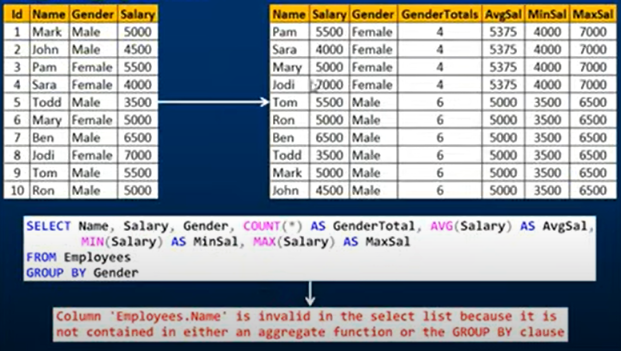 Id Name Gender Salary
1 Mark Male 5000
2 John Male 4500
3 Pam Female 5500
4 Sara Female 4000
5 Todd Male 3500
6 Mary Female 5000
7 Ben Male 6500
8 Jodi Female 7000
9 Tom Male 5500
10 Ron Male 5000
Name Salary Gender GenderTotals AvgSal MinSal MaxSal
Pam 5500 Female 4 5375 4000 7000
Sara 4000 Female 4 5375 4000 7000
Mary 5000 Female 4 5375 4000 7000
Jodi 7000 Female 4 5375 4000 7000
Tom 5500 Male 6 5000 3500 6500
Ron 5000 Male 6 5000 3500 6500
Ben 6500 Male 6 5000 3500 6500
Todd 3500 Male 6 5000 3500 6500
Mark 5000 Male 6 5000 3500 6500
John 4500 Male 6 5000 3500 6500
SELECT Name, Salary, Gender, COUNT(*) AS GenderTotal, AVG(Salary) AS AvgSal,
MIN(Salary) AS MinSal, MAX(Salary) AS MaxSal
FROM Employees
GROUP BY Gender
Column 'Employees.Name' is invalid in the select list because it is
not contained in either an aggregate function or the GROUP BY clause